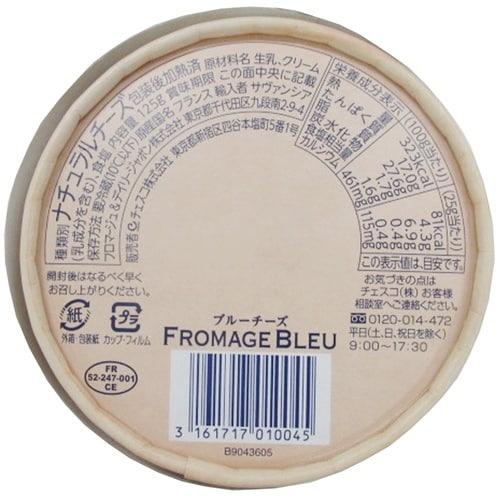 種類別 ナチュラルチーズ 包装後加熱済 原材料名 生乳、クリーム
(乳成分を含む)、食塩 内容量 125g 賞味期限 この面中央に記載
保存方法 要冷蔵(10℃以下) 原産国名 フランス 輸入者 サヴァンシア
フロマージュ&デイリージャポン株式会社 東京都千代田区九段南2-9-4
販売者 チェスコ株式会社 東京都新宿区四谷本塩町5番1号
栄養成分表示 (100g当たり) (25g当たり)
熱量 323kcal 81kcal
たんぱく質 17.0g 4.3g
脂質 27.6g 6.9g
炭水化物 1.7g 0.4g
食塩相当量 1.6g 0.4g
カルシウム 461mg 115mg
この表示値は、目安です。
開封後はなるべく早く
お召し上がりください。
お気づきの点は
チェスコ(株) お客様
相談室へご連絡ください。
0120-014-472
平日(土、日、祝日を除く)
9:00～17:30
紙 プラ
外箱・包装紙 カップ・フィルム
FR
52-247-001
CE
ブルーチーズ
FROMAGE BLEU
3 161717 010045
B9043605